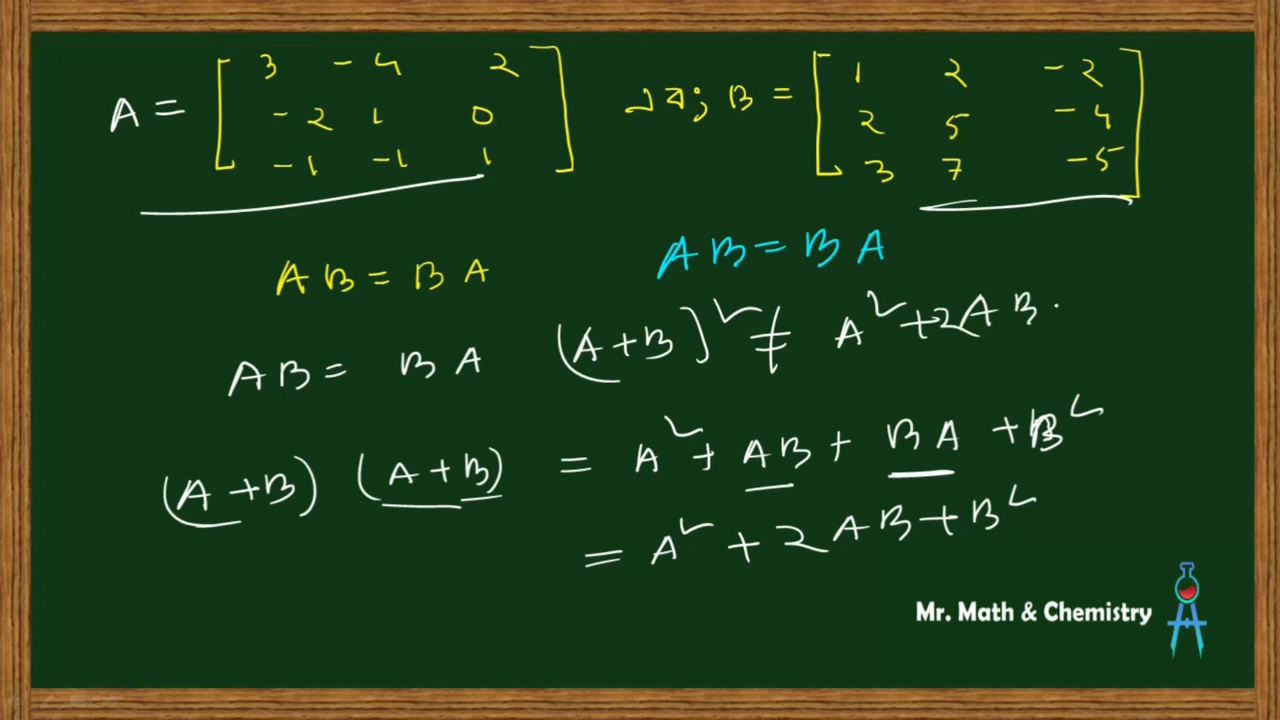 A = [ 3 -4 2 এবং; B = [ 1 2 -2
-2 1 0 2 5 -4
-1 -1 1 ] 3 7 -5 ]
AB = BA AB = BA
AB = BA (A+B)² ≠ A² + 2AB.
(A+B) (A+B) = A² + AB + BA + B²
= A² + 2AB + B²
Mr. Math & Chemistry